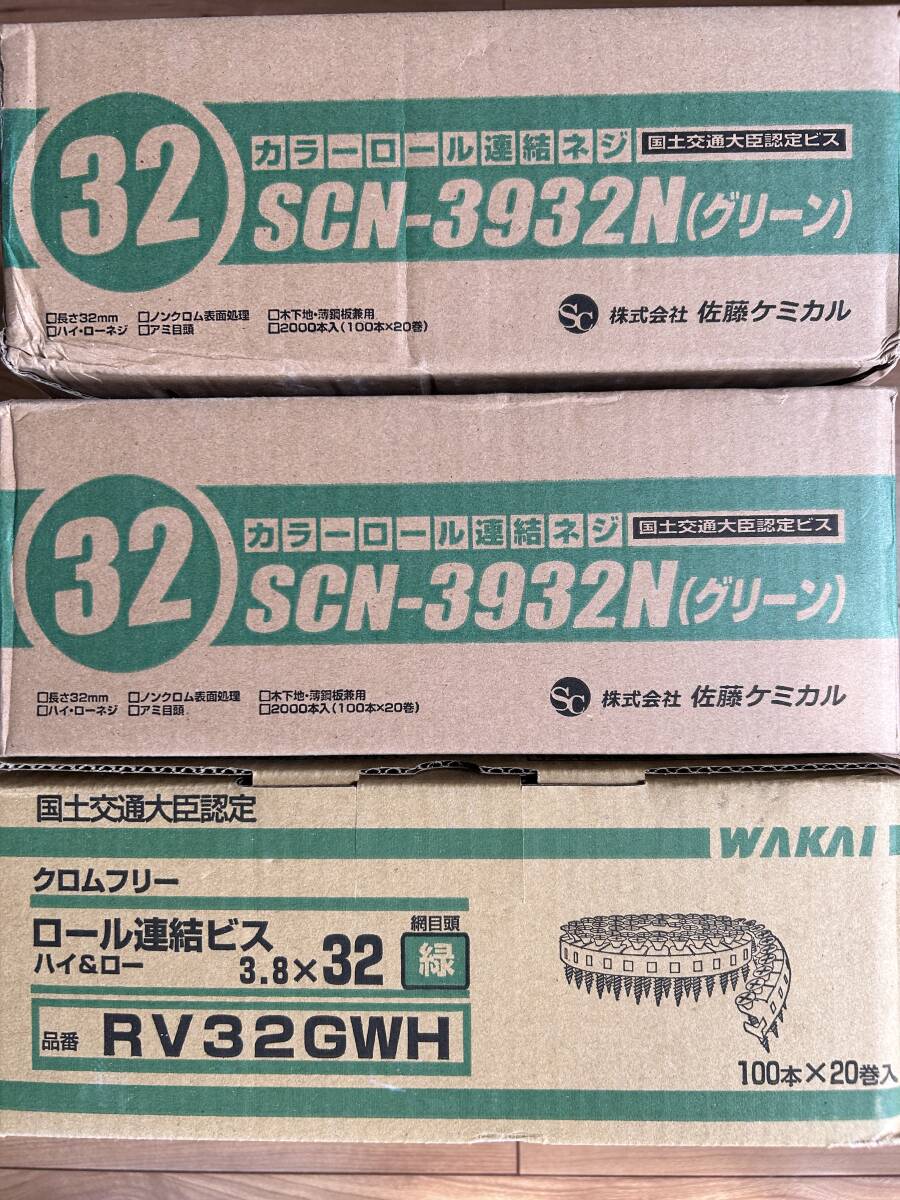 32
カラーロール連結ネジ 国土交通大臣認定ビス
SCN-3932N(グリーン)
□長さ32mm □ノンクロム表面処理 □木下地・薄鋼板兼用
□ハイ・ローネジ □アミ目頭 □2000本入(100本×20巻)
SC 株式会社 佐藤ケミカル
32
カラーロール連結ネジ 国土交通大臣認定ビス
SCN-3932N(グリーン)
□長さ32mm □ノンクロム表面処理 □木下地・薄鋼板兼用
□ハイ・ローネジ □アミ目頭 □2000本入(100本×20巻)
SC 株式会社 佐藤ケミカル
国土交通大臣認定
WAKAI
クロムフリー
ロール連結ビス 網目頭
ハイ&ロー 3.8×32 緑
品番 RV32GWH
100本×20巻入